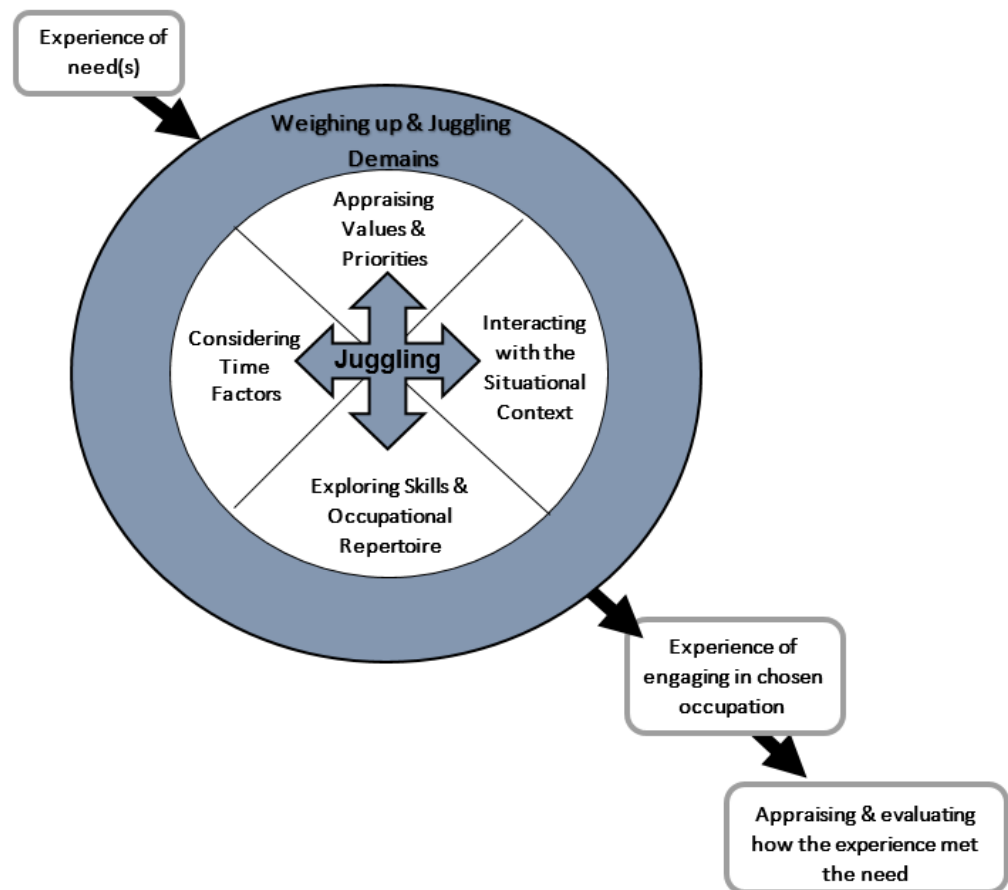 Experience of
need(s)
Weighing up & Juggling
Demains
Appraising
Values &
Priorities
Considering
Time
Factors
Juggling
Interacting
with the
Situational
Context
Exploring Skills &
Occupational
Repertoire
Experience of
engaging in chosen
occupation
Appraising & evaluating
how the experience met
the need